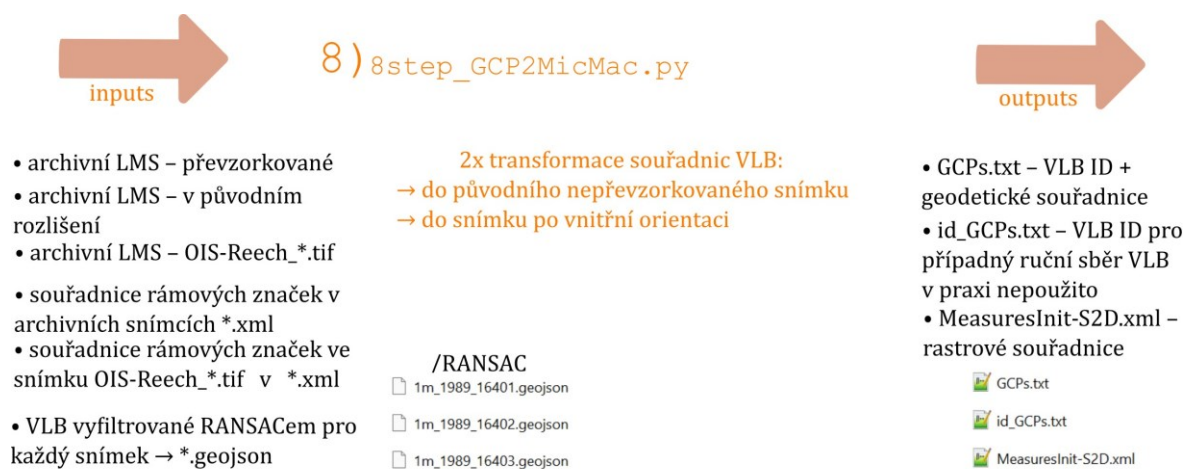 inputs
8) 8step_GCP2MicMac.py
outputs
• archivní LMS – převzorkované
• archivní LMS – v původním
rozlišení
• archivní LMS – OIS-Reech_*.tif
• souřadnice rámových značek v
archivních snímcích *.xml
• souřadnice rámových značek ve
snímku OIS-Reech_*.tif v *.xml
• VLB vyfiltrované RANSACem pro
každý snímek → *.geojson
2x transformace souřadnic VLB:
→ do původního nepřevzorkovaného snímku
→ do snímku po vnitřní orientaci
/RANSAC
1m_1989_16401.geojson
1m_1989_16402.geojson
1m_1989_16403.geojson
• GCPs.txt – VLB ID +
geodetické souřadnice
• id_GCPs.txt – VLB ID pro
případný ruční sběr VLB
v praxi nepoužito
• MeasuresInit-S2D.xml –
rastrové souřadnice
GCPs.txt
id_GCPs.txt
MeasuresInit-S2D.xml